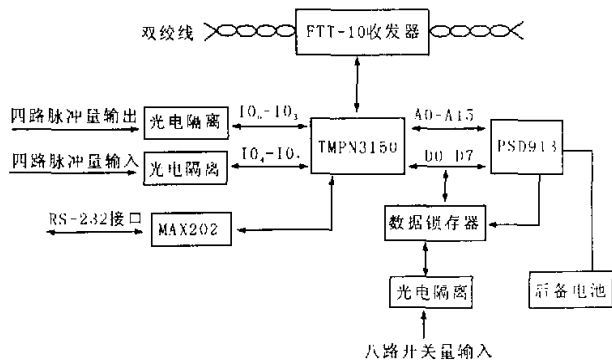 双绞线
FTT-10收发器
四路脉冲量输出
光电隔离
IO₀-IO₃
TMPN3150
A0-A15
PSD913
四路脉冲量输入
光电隔离
IO₄-IO
D0 D7
RS-232接口
MAX202
数据锁存器
光电隔离
后备电池
八路开关量输入